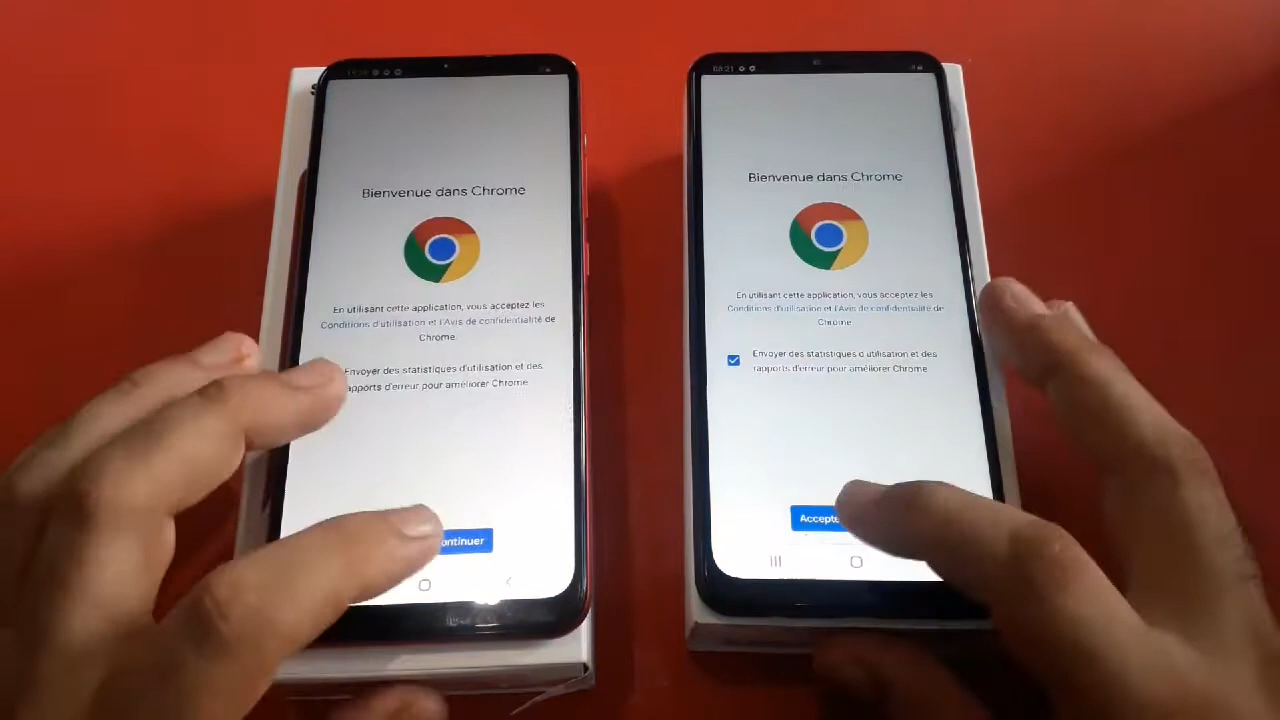 Bienvenue dans Chrome
En utilisant cette application, vous acceptez les
Conditions d'utilisation et l'Avis de confidentialité de
Chrome.
Envoyer des statistiques d'utilisation et des
rapports d'erreur pour améliorer Chrome
ontinuer
08:21
Bienvenue dans Chrome
En utilisant cette application, vous acceptez les
Conditions d'utilisation et l'Avis de confidentialité de
Chrome.
Envoyer des statistiques d'utilisation et des
rapports d'erreur pour améliorer Chrome
Accepte